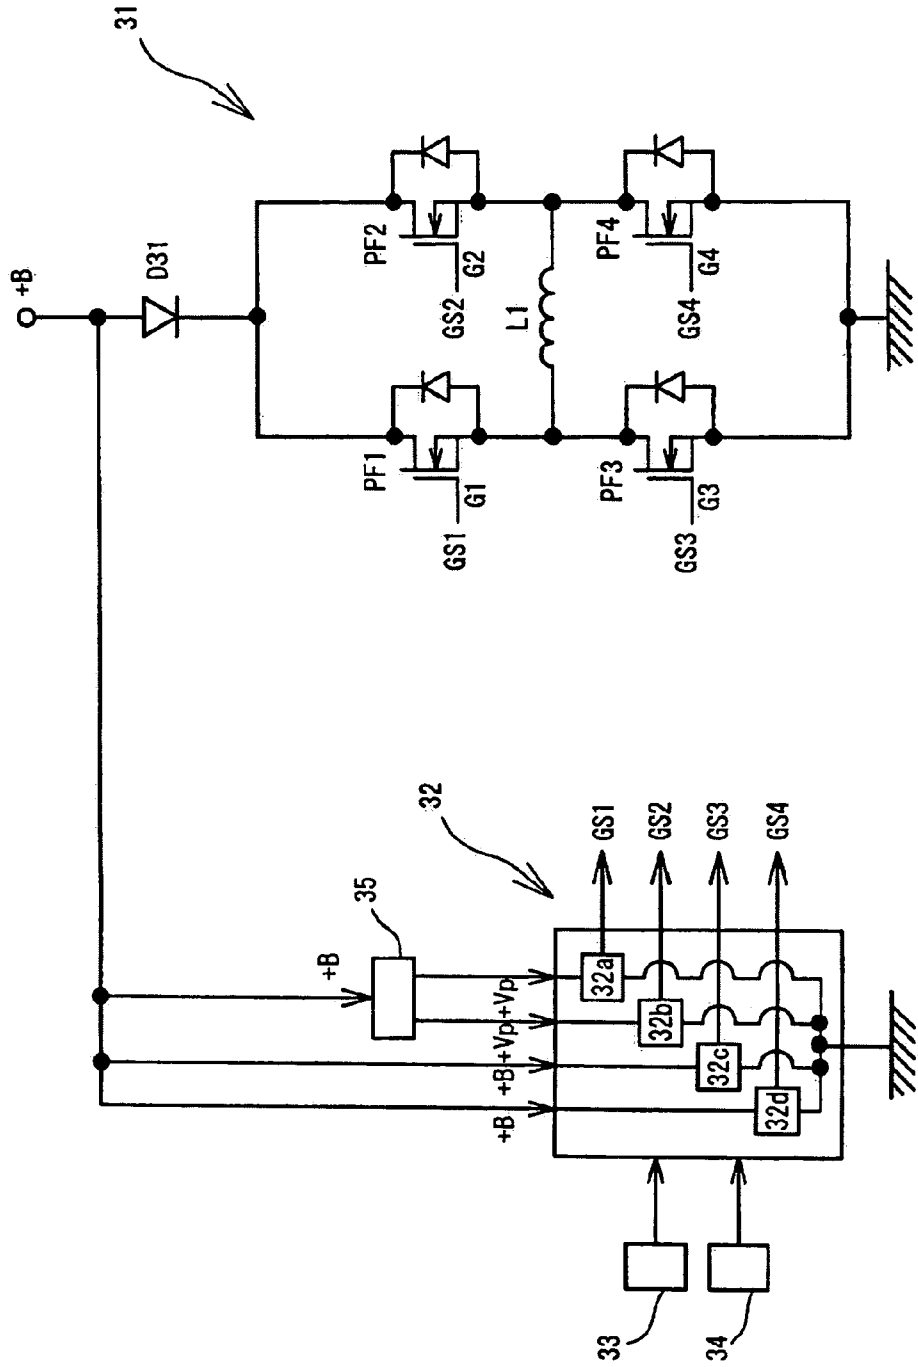 31
+B
D31
PF1
G1
GS1
PF2
G2
GS2
L1
PF3
G3
GS3
PF4
G4
GS4
32
35
+B
+B
+B
+Vp
+Vp
32a
32b
32c
32d
GS1
GS2
GS3
GS4
33
34